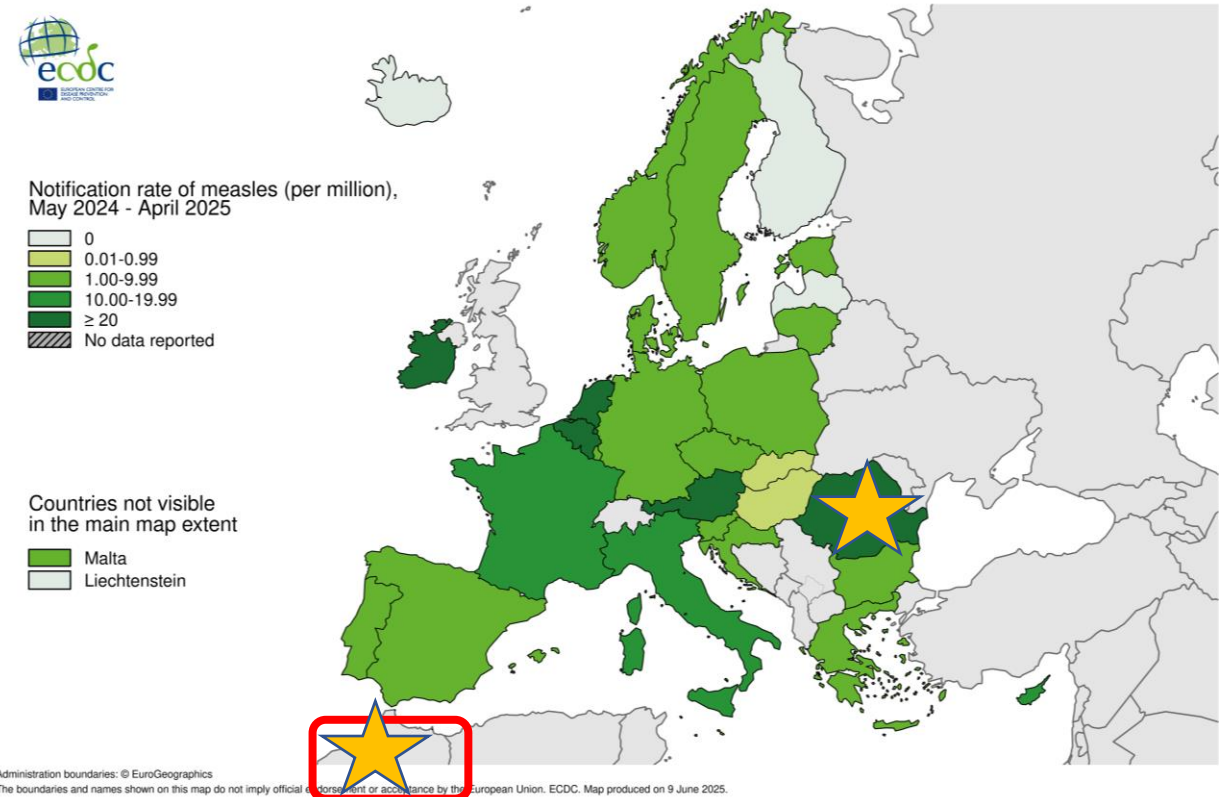 ecdc
EUROPEAN CENTRE FOR
DISEASE PREVENTION
AND CONTROL
Notification rate of measles (per million),
May 2024 - April 2025
0
0.01-0.99
1.00-9.99
10.00-19.99
≥ 20
No data reported
Countries not visible
in the main map extent
Malta
Liechtenstein
Administration boundaries: © EuroGeographics
The boundaries and names shown on this map do not imply official endorsement or acceptance by the European Union. ECDC. Map produced on 9 June 2025.